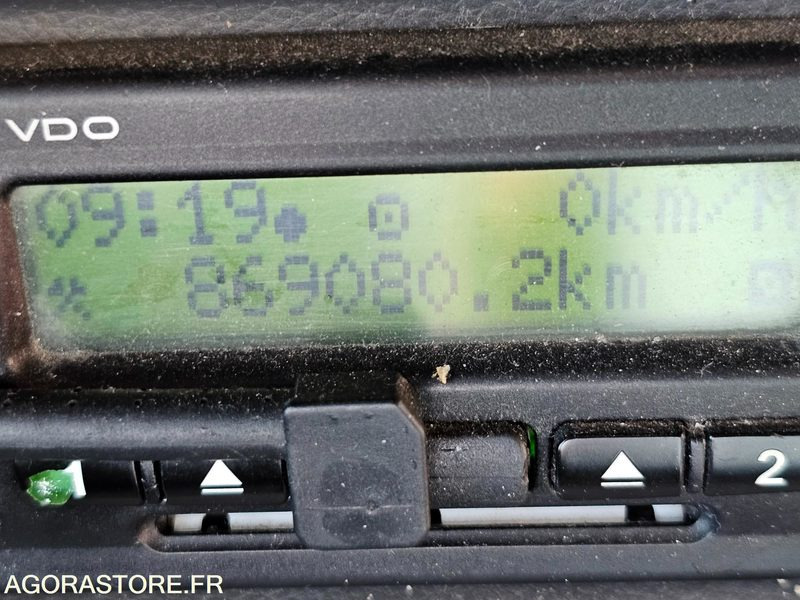 VDO
09:19 0km/h
869080.2km
1 2
AGORASTORE.FR